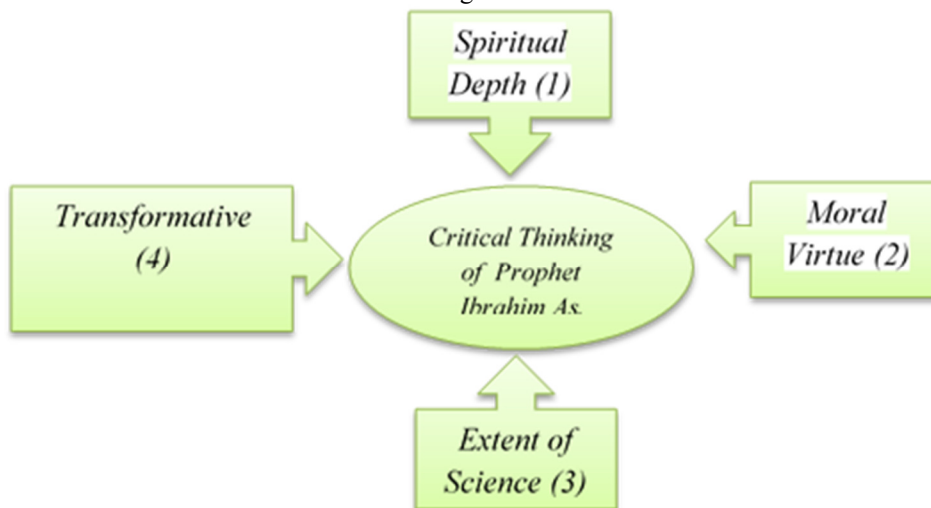 Spiritual
Depth (1)
Transformative
(4)
Critical Thinking
of Prophet
Ibrahim As.
Moral
Virtue (2)
Extent of
Science (3)